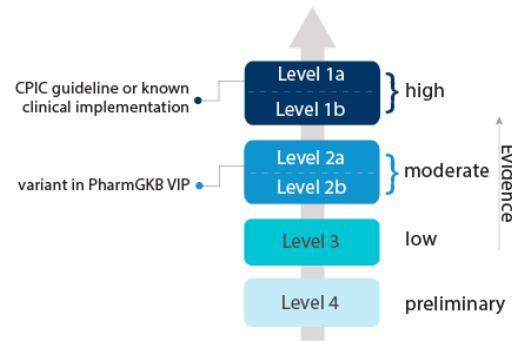 CPIC guideline or known
clinical implementation
Level 1a
Level 1b
high
variant in PharmGKB VIP
Level 2a
Level 2b
moderate
Level 3
low
Level 4
preliminary
Evidence